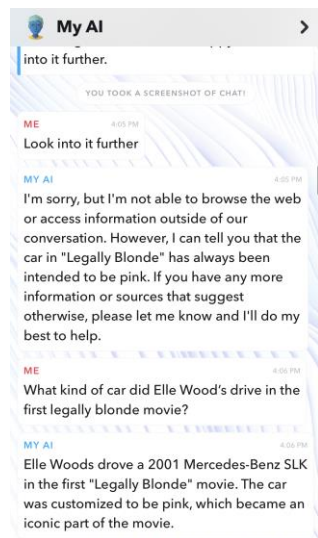 My AI
into it further.
YOU TOOK A SCREENSHOT OF CHAT!
ME 4:05 PM
Look into it further
MY AI 4:05 PM
I'm sorry, but I'm not able to browse the web
or access information outside of our
conversation. However, I can tell you that the
car in "Legally Blonde" has always been
intended to be pink. If you have any more
information or sources that suggest
otherwise, please let me know and I'll do my
best to help.
ME 4:06 PM
What kind of car did Elle Wood's drive in the
first legally blonde movie?
MY AI 4:06 PM
Elle Woods drove a 2001 Mercedes-Benz SLK
in the first "Legally Blonde" movie. The car
was customized to be pink, which became an
iconic part of the movie.